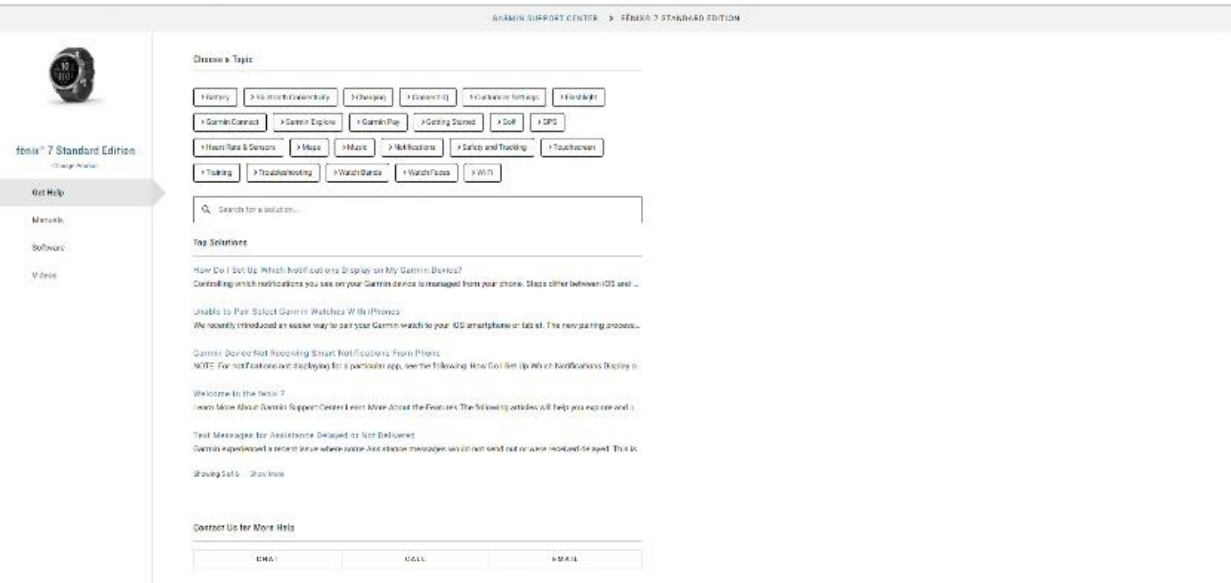 GARMIN SUPPORT CENTER > FĒNIX® 7 STANDARD EDITION
fēnix® 7 Standard Edition
Change Product
Get Help
Manuals
Software
Videos
Choose a Topic
› Battery › Bluetooth Connectivity › Charging › Connect IQ › Customize Settings › Flashlight
› Garmin Connect › Garmin Explore › Garmin Pay › Getting Started › Golf › GPS
› Heart Rate & Sensors › Maps › Music › Notifications › Safety and Tracking › Touchscreen
› Training › Troubleshooting › Watch Bands › Watch Faces › Wi-Fi
Search for a solution...
Top Solutions
How Do I Set Up Which Notifications Display on My Garmin Device?
Controlling which notifications you see on your Garmin device is managed from your phone. Steps differ between iOS and ...
Unable to Pair Select Garmin Watches With iPhones
We recently introduced an easier way to pair your Garmin watch to your iOS smartphone or tablet. The new pairing process...
Garmin Device Not Receiving Smart Notifications From Phone
NOTE: For notifications not displaying for a particular app, see the following: How Do I Set Up Which Notifications Display o...
Welcome to the fenix 7
Learn More About Garmin Support Center Learn More About the Features The following articles will help you explore and
Text Messages for Assistance Delayed or Not Delivered
Garmin experienced a recent issue where some Assistance messages would not send out or were received delayed. This is
Showing 5 of 6 Show More
Contact Us for More Help
CHAT CALL EMAIL